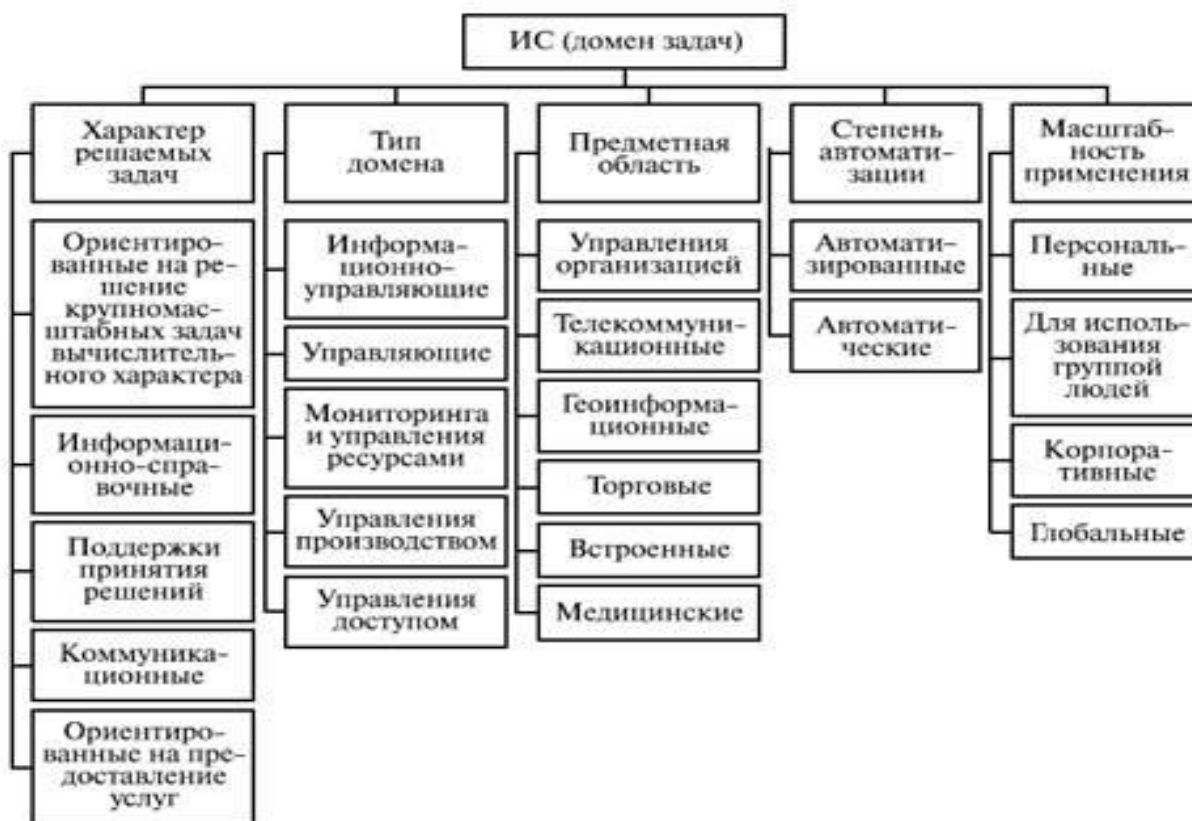 ИС (домен задач)
Характер
решаемых
задач
Ориентиро-
ванные на ре-
шение
крупномас-
штабных задач
вычислитель-
ного характера
Информаци-
онно-спра-
вочные
Поддержки
принятия
решений
Коммуника-
ционные
Ориентиро-
ванные на пре-
доставление
услуг
Тип
домена
Информа-
ционно-
управляющие
Управляющие
Мониторинга
и управления
ресурсами
Управления
производством
Управления
доступом
Предметная
область
Управления
организацией
Телекоммуни-
кационные
Геоинформа-
ционные
Торговые
Встроенные
Медицинские
Степень
автомати-
зации
Автомати-
зированные
Автомати-
ческие
Масштаб-
ность
применения
Персональ-
ные
Для исполь-
зования
группой
людей
Корпора-
тивные
Глобальные